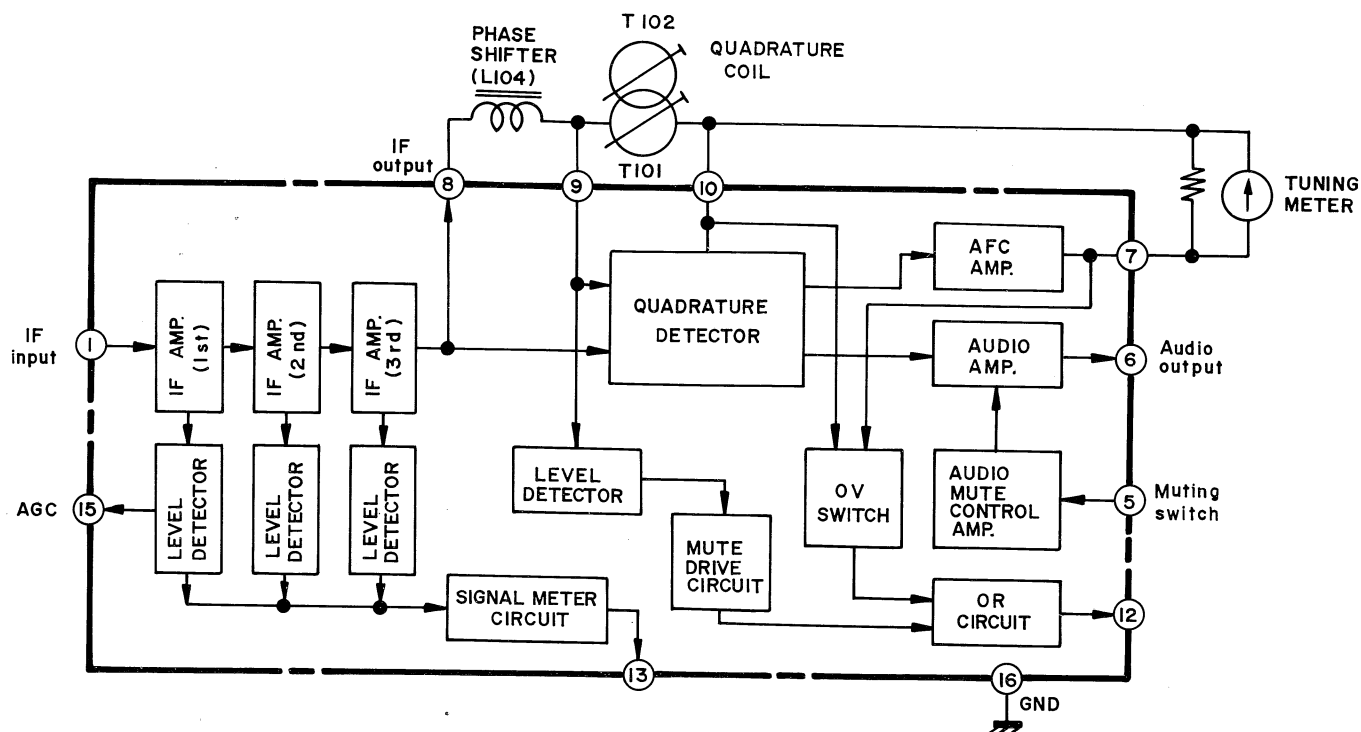 T102
PHASE
SHIFTER
(L104)
QUADRATURE
COIL
T101
IF
output
8
9
10
TUNING
METER
AFC
AMP.
7
QUADRATURE
DETECTOR
IF
input
1
IF AMP.
(1st)
IF AMP.
(2nd)
IF AMP.
(3rd)
AUDIO
AMP.
6
Audio
output
AGC
15
LEVEL
DETECTOR
LEVEL
DETECTOR
LEVEL
DETECTOR
LEVEL
DETECTOR
OV
SWITCH
AUDIO
MUTE
CONTROL
AMP.
5
Muting
switch
MUTE
DRIVE
CIRCUIT
SIGNAL METER
CIRCUIT
OR
CIRCUIT
12
13
16
GND